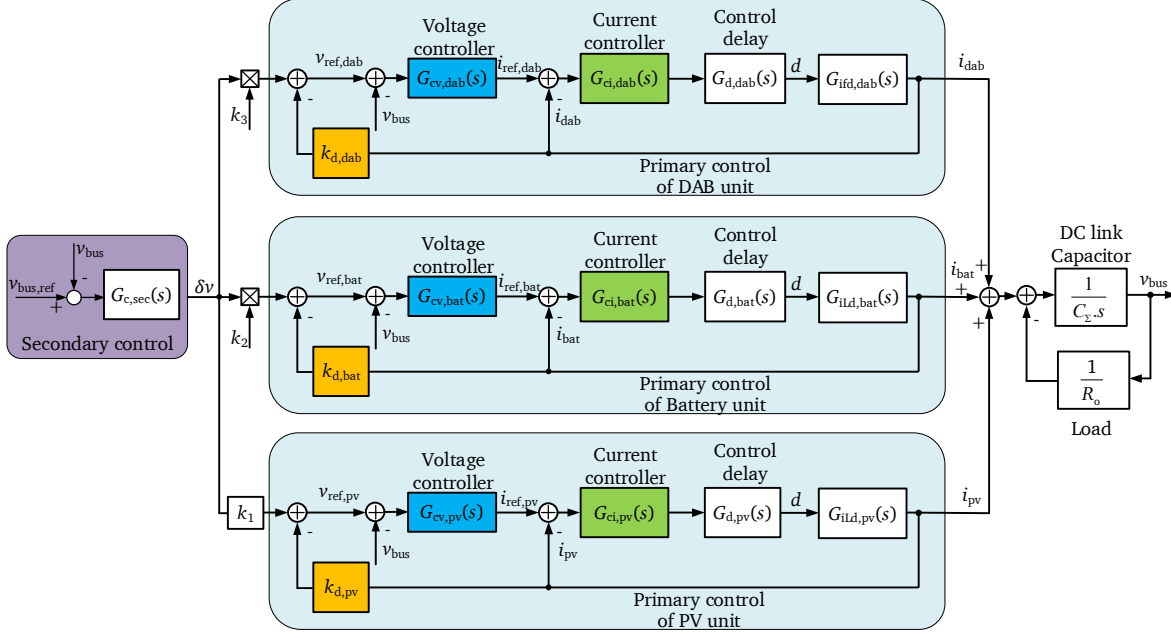 Voltage
controller
Current
controller
Control
delay
v_ref,dab
G_cv,dab(s)
i_ref,dab
G_ci,dab(s)
G_d,dab(s)
d
G_ifd,dab(s)
i_dab
-
-
-
k_3
v_bus
i_dab
k_d,dab
Primary control
of DAB unit
Voltage
controller
Current
controller
Control
delay
v_bus
-
v_bus,ref
+
G_c,sec(s)
δv
Secondary control
v_ref,bat
G_cv,bat(s)
i_ref,bat
G_ci,bat(s)
G_d,bat(s)
d
G_iLd,bat(s)
-
-
-
k_2
v_bus
i_bat
k_d,bat
Primary control
of Battery unit
i_bat
+
+
+
DC link
Capacitor
1
C_Σ.s
v_bus
-
1
R_o
Load
Voltage
controller
Current
controller
Control
delay
k_1
v_ref,pv
G_cv,pv(s)
i_ref,pv
G_ci,pv(s)
G_d,pv(s)
d
G_iLd,pv(s)
i_pv
-
-
-
v_bus
i_pv
k_d,pv
Primary control
of PV unit